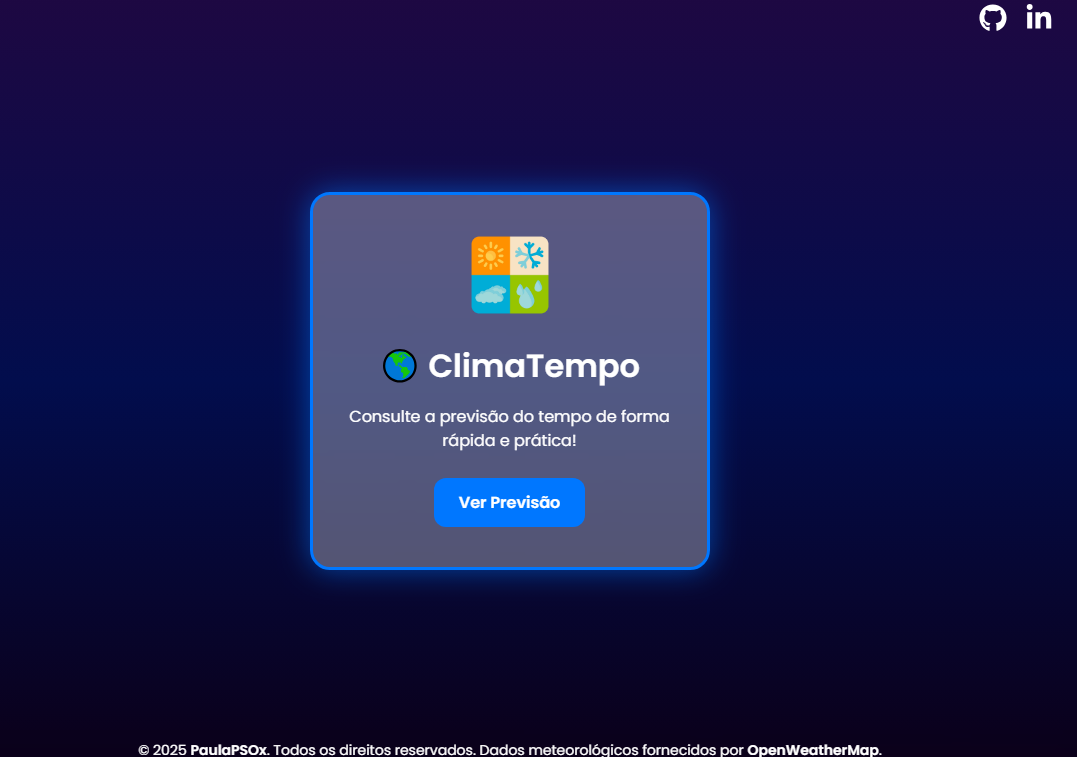 ClimaTempo
Consulte a previsão do tempo de forma
rápida e prática!
Ver Previsão
© 2025 PaulaPSOx. Todos os direitos reservados. Dados meteorológicos fornecidos por OpenWeatherMap.